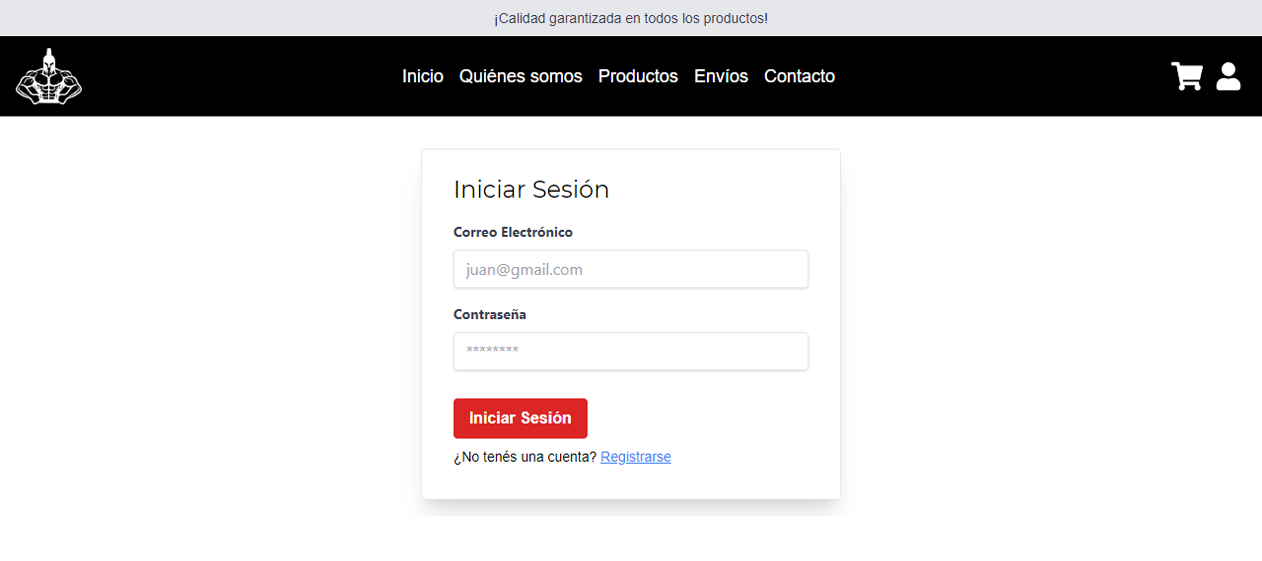 ¡Calidad garantizada en todos los productos!
Inicio Quiénes somos Productos Envíos Contacto
Iniciar Sesión
Correo Electrónico
juan@gmail.com
Contraseña
********
Iniciar Sesión
¿No tenés una cuenta? Registrarse